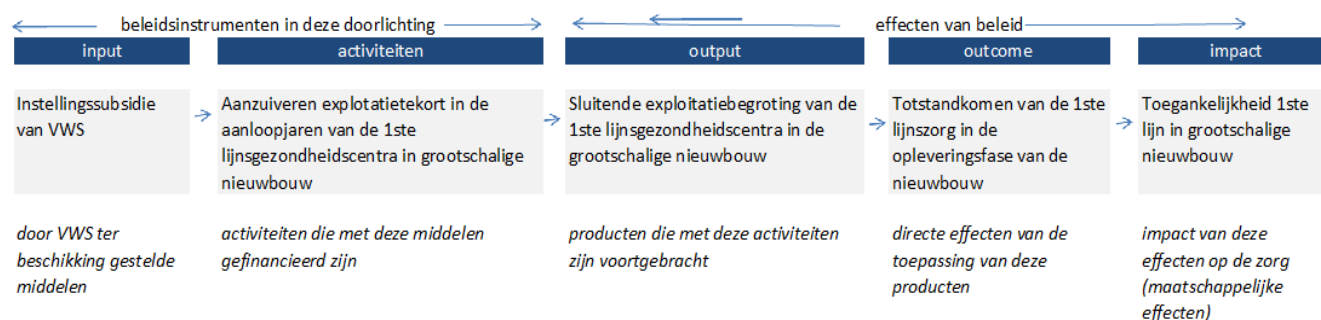 beleidsinstrumenten in deze doorlichting
effecten van beleid
input
activiteiten
output
outcome
impact
Instellingssubsidie
van VWS
Aanzuiveren explotatietekort in de
aanloopjaren van de 1ste
lijnsgezondheidscentra in grootschalige
nieuwbouw
Sluitende exploitatiebegroting van de
1ste lijnsgezondheidscentra in de
grootschalige nieuwbouw
Totstandkomen van de 1ste
lijnszorg in de
opleveringsfase van de
nieuwbouw
Toegankelijkheid 1ste
lijn in grootschalige
nieuwbouw
door VWS ter
beschikking gestelde
middelen
activiteiten die met deze middelen
gefinancierd zijn
producten die met deze activiteiten
zijn voortgebracht
directe effecten van de
toepassing van deze
producten
impact van deze
effecten op de zorg
(maatschappelijke
effecten)